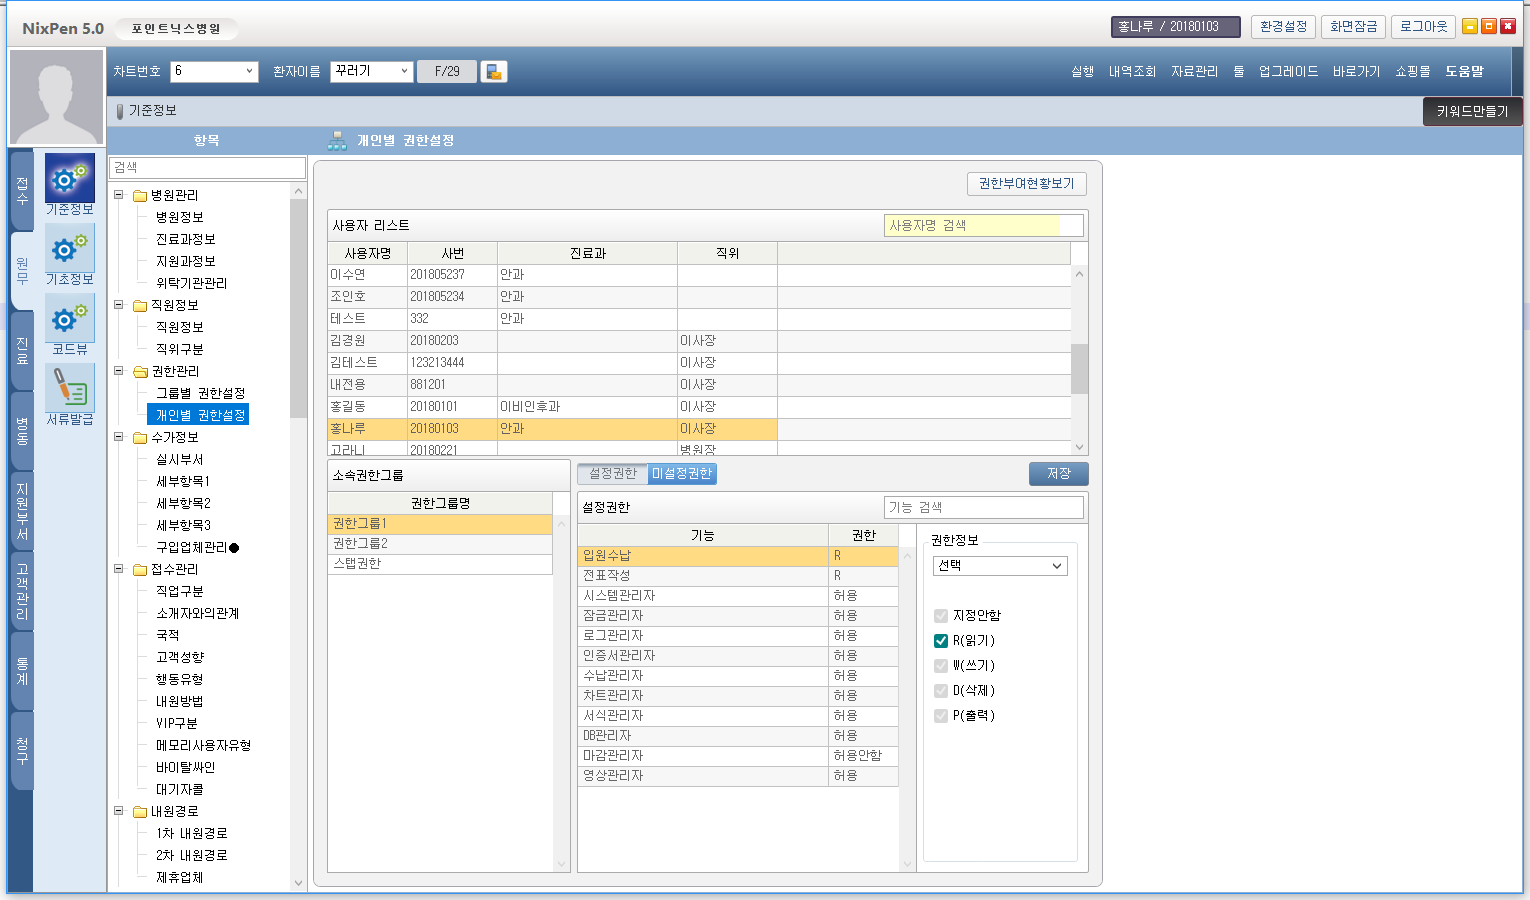 NixPen 5.0 포인트닉스병원 홍나루 / 20180103 환경설정 화면잠금 로그아웃
차트번호 6 환자이름 꾸러기 F/29 실행 내역조회 자료관리 툴 업그레이드 바로가기 쇼핑몰 도움말
기준정보 키워드만들기
항목 개인별 권한설정
접수
원무
진료
병동
지원부서
고객관리
통계
청구
기준정보
기초정보
코드뷰
서류발급
검색
병원관리
병원정보
진료과정보
지원과정보
위탁기관관리
직원정보
직원정보
직위구분
권한관리
그룹별 권한설정
개인별 권한설정
수가정보
실시부서
세부항목1
세부항목2
세부항목3
구입업체관리●
접수관리
직업구분
소개자와의관계
국적
고객성향
행동유형
내원방법
VIP구분
메모리사용자유형
바이탈싸인
대기자콜
내원경로
1차 내원경로
2차 내원경로
제휴업체
권한부여현황보기
사용자 리스트 사용자명 검색
사용자명 사번 진료과 직위
이수연 201805237 안과
조인호 201805234 안과
테스트 332 안과
김경원 20180203 이사장
김테스트 123213444 이사장
내전용 881201 이사장
홍길동 20180101 이비인후과 이사장
홍나루 20180103 안과 이사장
고라니 20180221 병원장
소속권한그룹
권한그룹명
권한그룹1
권한그룹2
스탭권한
설정권한 미설정권한 저장
설정권한 기능 검색
기능 권한
입원수납 R
전표작성 R
시스템관리자 허용
잠금관리자 허용
로그관리자 허용
인증서관리자 허용
수납관리자 허용
차트관리자 허용
서식관리자 허용
DB관리자 허용
마감관리자 허용안함
영상관리자 허용
권한정보
선택
지정안함
R(읽기)
W(쓰기)
D(삭제)
P(출력)